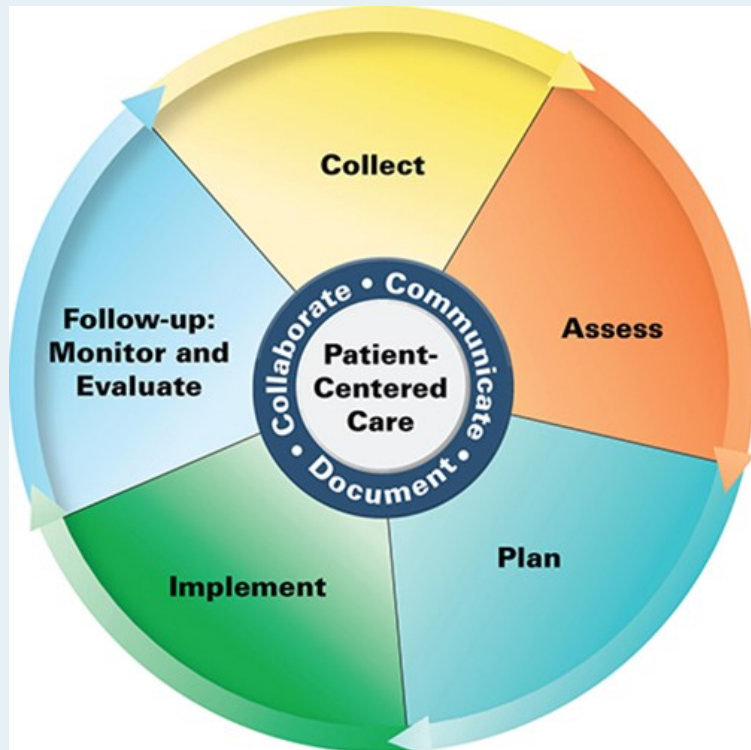 Collect
Assess
Plan
Implement
Follow-up:
Monitor and
Evaluate
Collaborate • Communicate • Document •
Patient-
Centered
Care